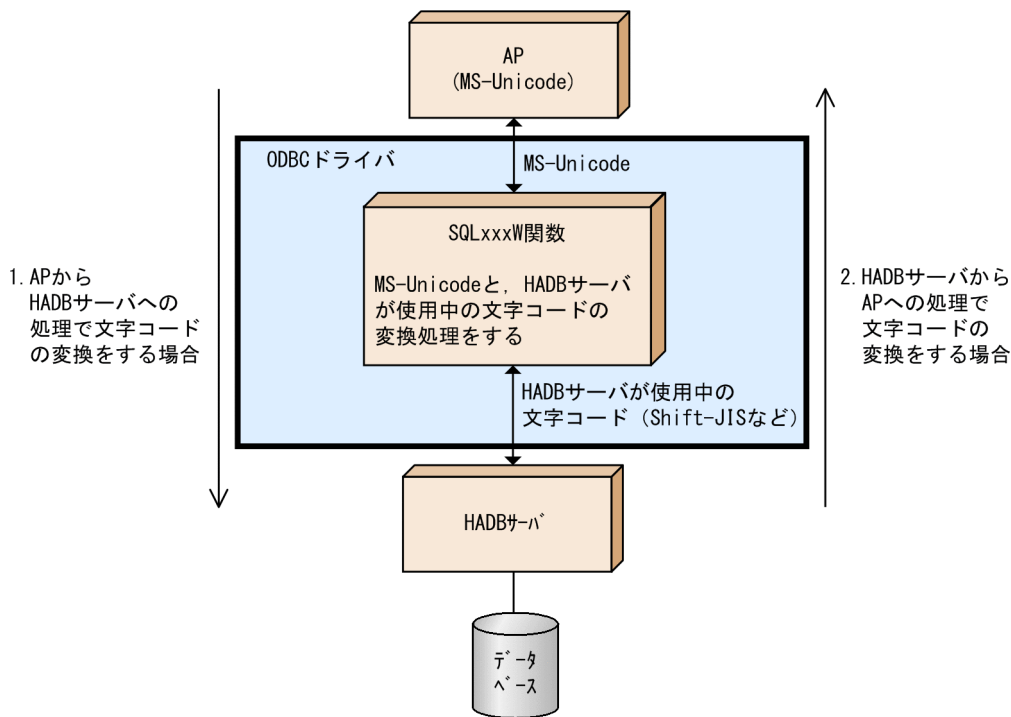 AP
(MS-Unicode)
ODBCドライバ
MS-Unicode
SQLxxxW関数
MS-Unicodeと，HADBサーバ
が使用中の文字コードの
変換処理をする
1. APから
HADBサーバへの
処理で文字コード
の変換をする場合
2. HADBサーバから
APへの処理で
文字コードの
変換をする場合
HADBサーバが使用中の
文字コード（Shift-JISなど）
HADBｻｰﾊﾞ
ﾃﾞｰﾀ
ﾍﾞｰｽ